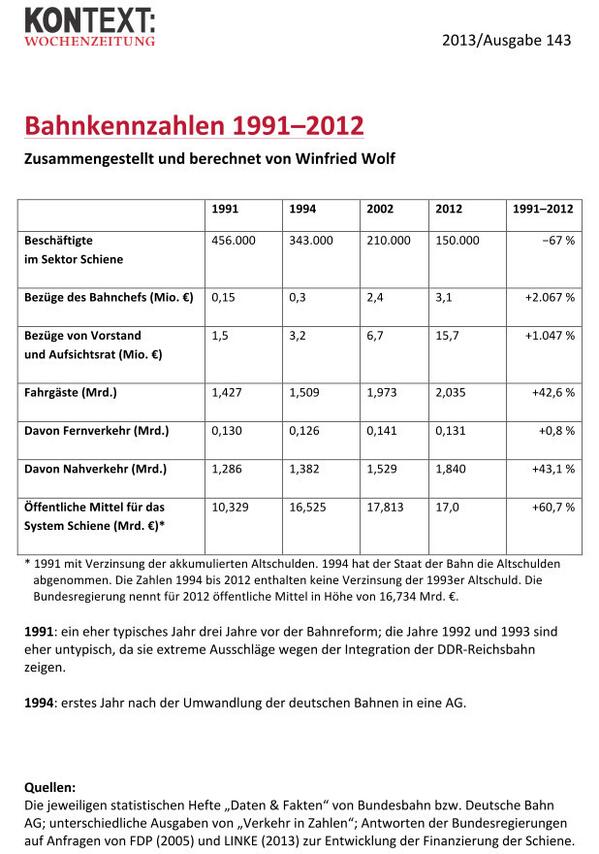 KONTEXT:
WOCHENZEITUNG
2013/Ausgabe 143
Bahnkennzahlen 1991–2012
Zusammengestellt und berechnet von Winfried Wolf
1991 1994 2002 2012 1991–2012
Beschäftigte 456.000 343.000 210.000 150.000 −67 %
im Sektor Schiene
Bezüge des Bahnchefs (Mio. €) 0,15 0,3 2,4 3,1 +2.067 %
Bezüge von Vorstand 1,5 3,2 6,7 15,7 +1.047 %
und Aufsichtsrat (Mio. €)
Fahrgäste (Mrd.) 1,427 1,509 1,973 2,035 +42,6 %
Davon Fernverkehr (Mrd.) 0,130 0,126 0,141 0,131 +0,8 %
Davon Nahverkehr (Mrd.) 1,286 1,382 1,529 1,840 +43,1 %
Öffentliche Mittel für das 10,329 16,525 17,813 17,0 +60,7 %
System Schiene (Mrd. €)*
* 1991 mit Verzinsung der akkumulierten Altschulden. 1994 hat der Staat der Bahn die Altschulden
abgenommen. Die Zahlen 1994 bis 2012 enthalten keine Verzinsung der 1993er Altschuld. Die
Bundesregierung nennt für 2012 öffentliche Mittel in Höhe von 16,734 Mrd. €.
1991: ein eher typisches Jahr drei Jahre vor der Bahnreform; die Jahre 1992 und 1993 sind
eher untypisch, da sie extreme Ausschläge wegen der Integration der DDR-Reichsbahn
zeigen.
1994: erstes Jahr nach der Umwandlung der deutschen Bahnen in eine AG.
Quellen:
Die jeweiligen statistischen Hefte „Daten & Fakten“ von Bundesbahn bzw. Deutsche Bahn
AG; unterschiedliche Ausgaben von „Verkehr in Zahlen“; Antworten der Bundesregierungen
auf Anfragen von FDP (2005) und LINKE (2013) zur Entwicklung der Finanzierung der Schiene.